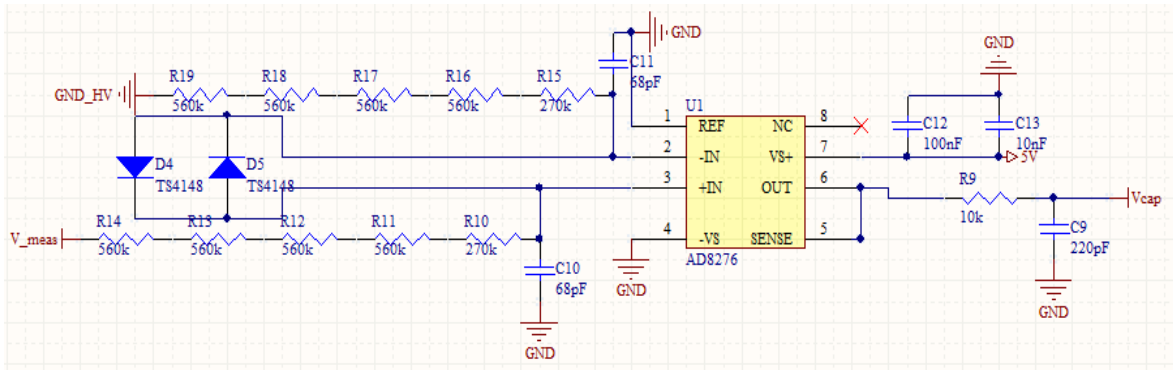 GND
GND
C11
68pF
R19
560k
R18
560k
R17
560k
R16
560k
R15
270k
GND_HV
U1
1
REF
NC
8
2
-IN
VS+
7
3
+IN
OUT
6
4
-VS
SENSE
5
AD8276
C12
100nF
C13
10nF
5V
D4
TS4148
D5
TS4148
R9
10k
Vcap
C9
220pF
GND
V_meas
R14
560k
R13
560k
R12
560k
R11
560k
R10
270k
C10
68pF
GND
GND